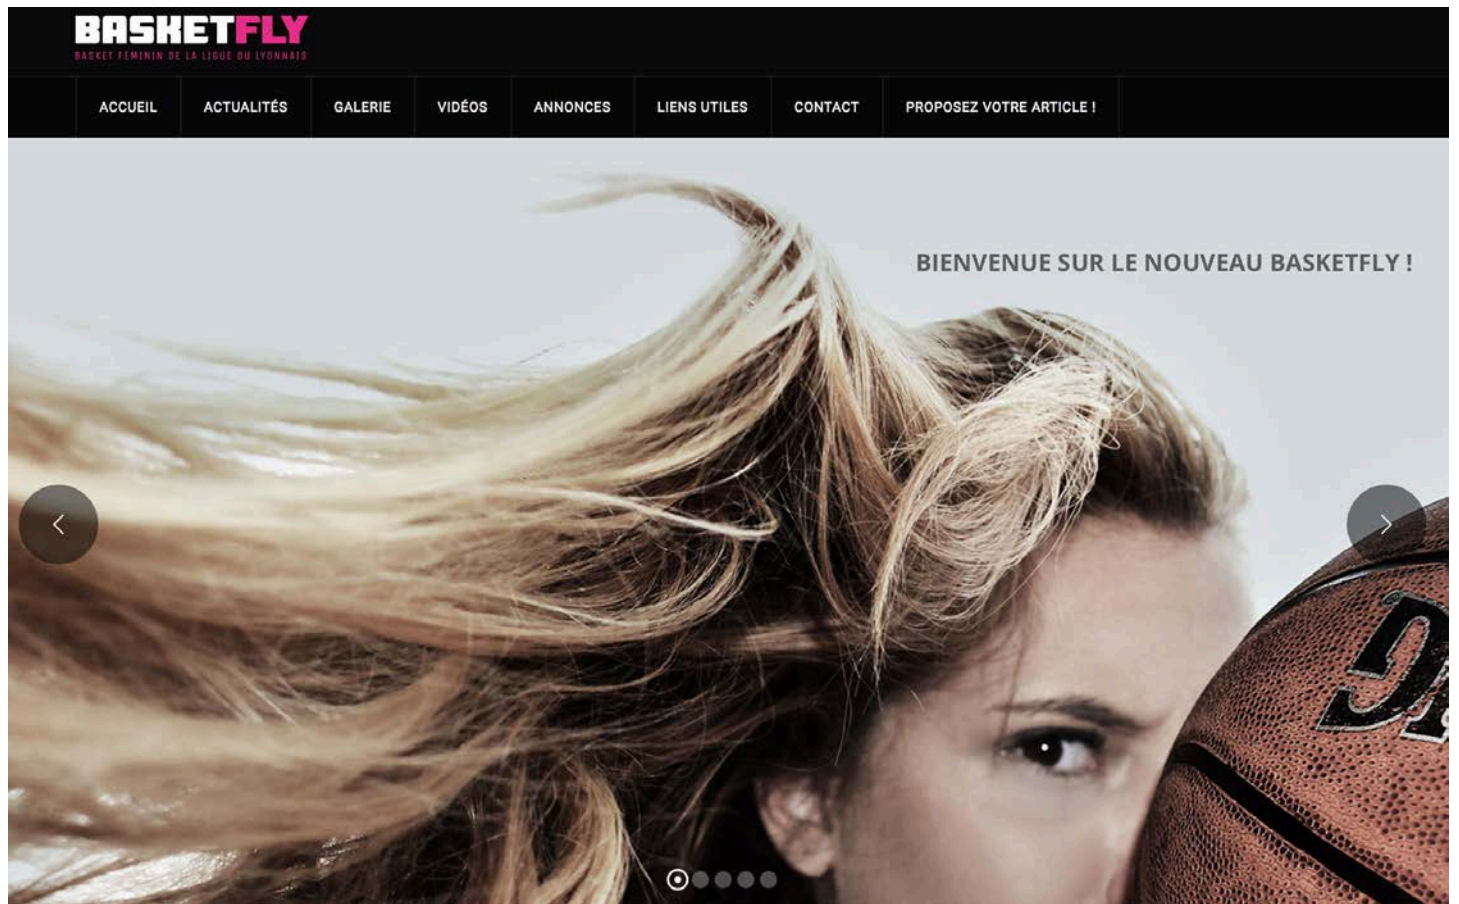 BASKETFLY
BASKET FEMININ DE LA LIGUE DU LYONNAIS
ACCUEIL ACTUALITÉS GALERIE VIDÉOS ANNONCES LIENS UTILES CONTACT PROPOSEZ VOTRE ARTICLE !
BIENVENUE SUR LE NOUVEAU BASKETFLY !